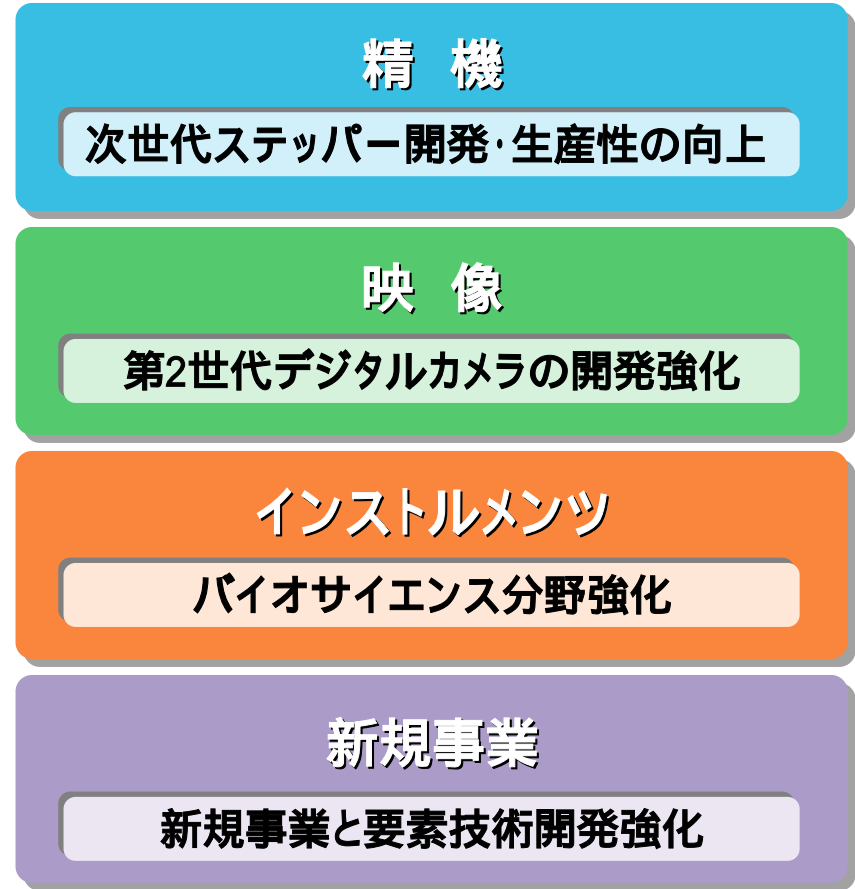 精 機
次世代ステッパー開発・生産性の向上
映 像
第2世代デジタルカメラの開発強化
インストルメンツ
バイオサイエンス分野強化
新規事業
新規事業と要素技術開発強化